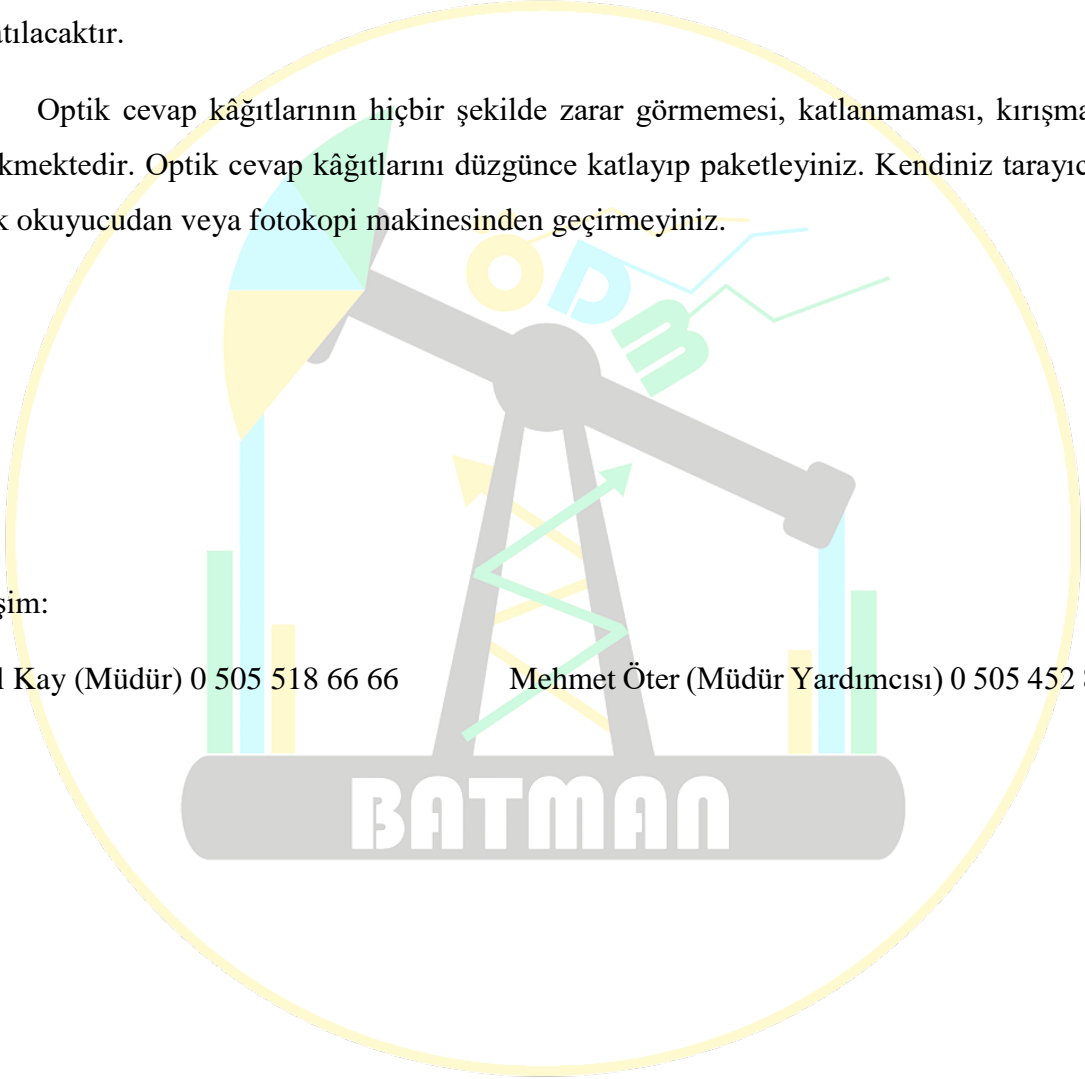 atılacaktır.
Optik cevap kâğıtlarının hiçbir şekilde zarar görmemesi, katlanmaması, kırışma
kmektedir. Optik cevap kâğıtlarını düzgünce katlayıp paketleyiniz. Kendiniz tarayıc
k okuyucudan veya fotokopi makinesinden geçirmeyiniz.
ODM
şim:
l Kay (Müdür) 0 505 518 66 66 Mehmet Öter (Müdür Yardımcısı) 0 505 452
BATMAN